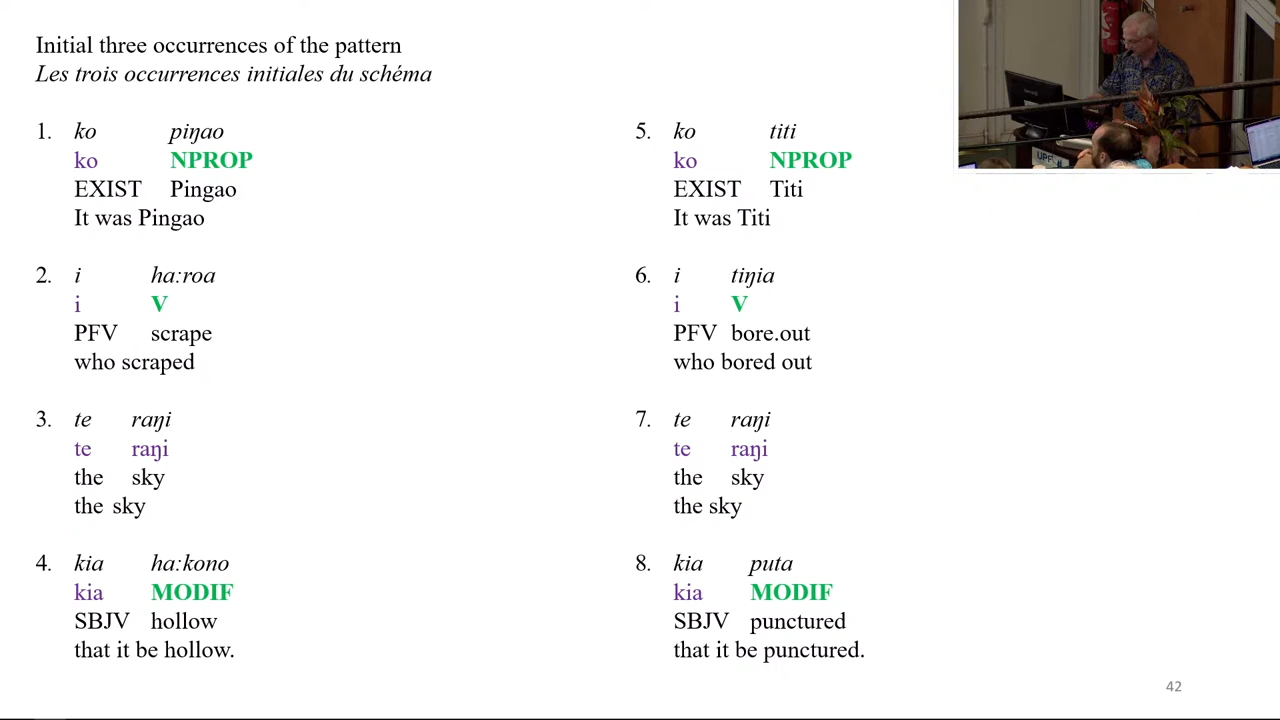 Initial three occurrences of the pattern
Les trois occurrences initiales du schéma
1. ko piŋao
ko NPROP
EXIST Pingao
It was Pingao
2. i ha:roa
i V
PFV scrape
who scraped
3. te raŋi
te raŋi
the sky
the sky
4. kia ha:kono
kia MODIF
SBJV hollow
that it be hollow.
5. ko titi
ko NPROP
EXIST Titi
It was Titi
6. i tiŋia
i V
PFV bore.out
who bored out
7. te raŋi
te raŋi
the sky
the sky
8. kia puta
kia MODIF
SBJV punctured
that it be punctured.
42